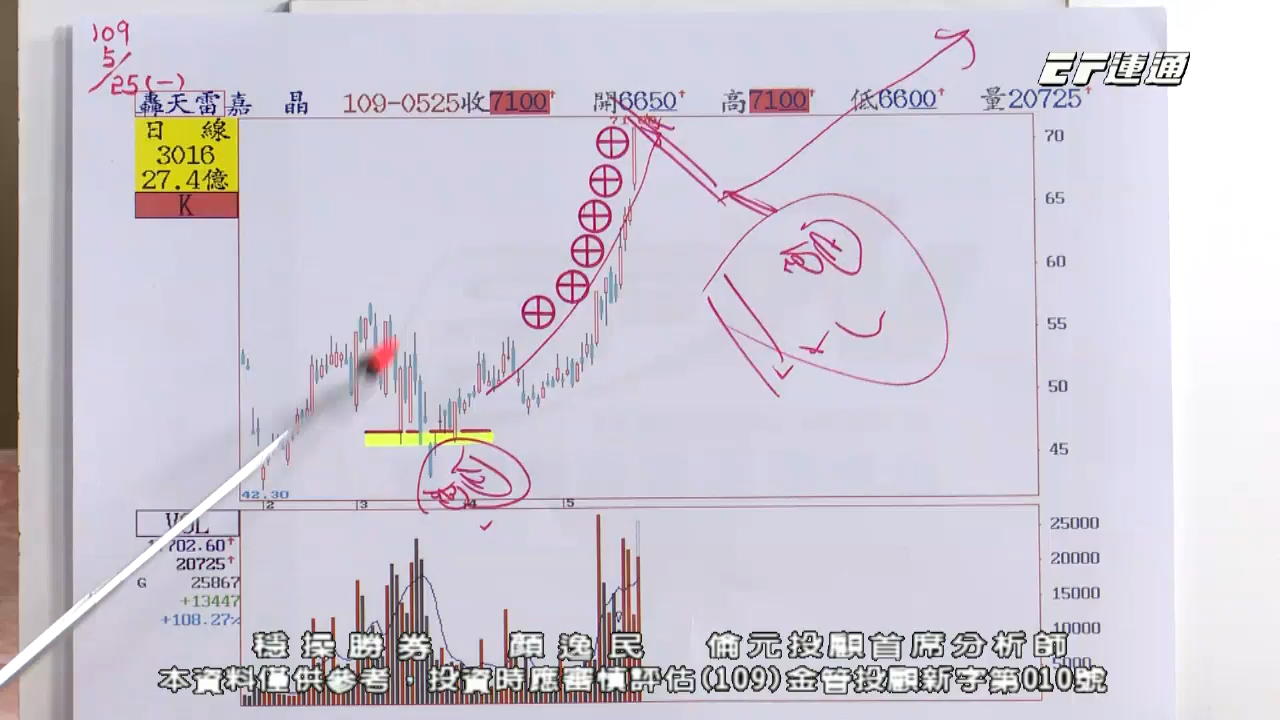 109
5/
25(一)
EF運通
轟天雷嘉 晶 109-0525收7100↑ 開6650↑ 高7100↑ 低6600↑ 量20725↑
日 線
3016
27.4億
K
70
65
60
55
50
45
42.30
2 3 4 5
VOL
702.60↑
20725↑
G 25867
+13447
+108.27%
25000
20000
15000
10000
5000
穩操勝券 顏逸民 倫元投顧首席分析師
本資料僅供參考,投資時應審慎評估(109)金管投顧新字第010號